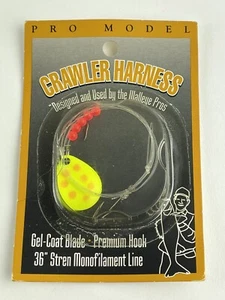 PRO MODEL
CRAWLER HARNESS
"Designed and Used by the Walleye Pros"
Gel-Coat Blade - Premium Hook
36" Stren Monofilament Line